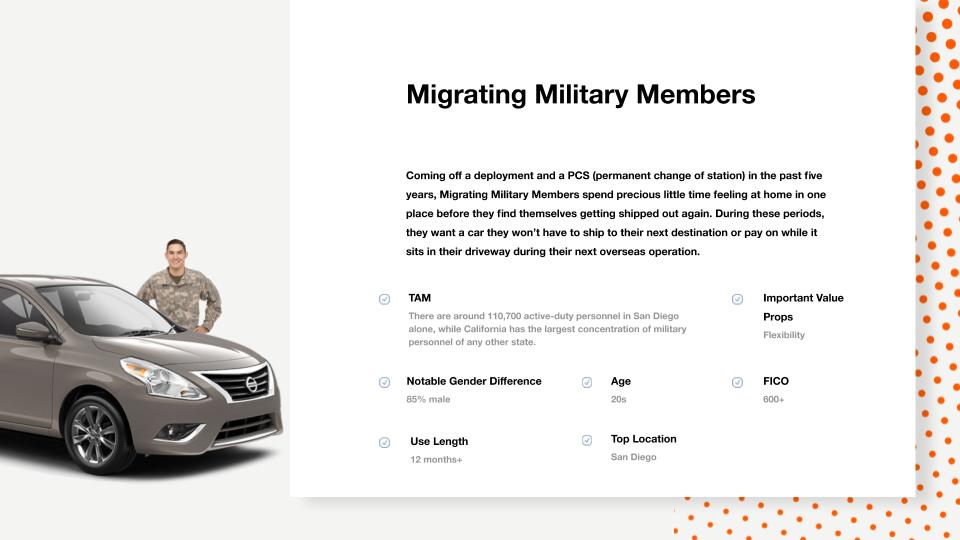 Migrating Military Members
Coming off a deployment and a PCS (permanent change of station) in the past five
years, Migrating Military Members spend precious little time feeling at home in one
place before they find themselves getting shipped out again. During these periods,
they want a car they won't have to ship to their next destination or pay on while it
sits in their driveway during their next overseas operation.
TAM
There are around 110,700 active-duty personnel in San Diego
alone, while California has the largest concentration of military
personnel of any other state.
Important Value
Props
Flexibility
Notable Gender Difference
85% male
Age
20s
FICO
600+
Use Length
12 months+
Top Location
San Diego